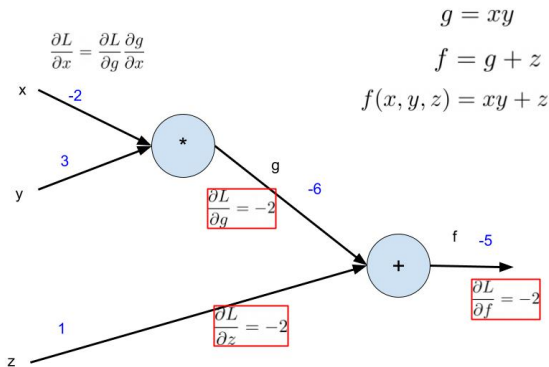 g = xy
∂L/∂x = ∂L/∂g ∂g/∂x
f = g + z
f(x, y, z) = xy + z
x
-2
*
3
y
g
-6
∂L/∂g = −2
f
-5
+
∂L/∂f = −2
∂L/∂z = −2
1
z